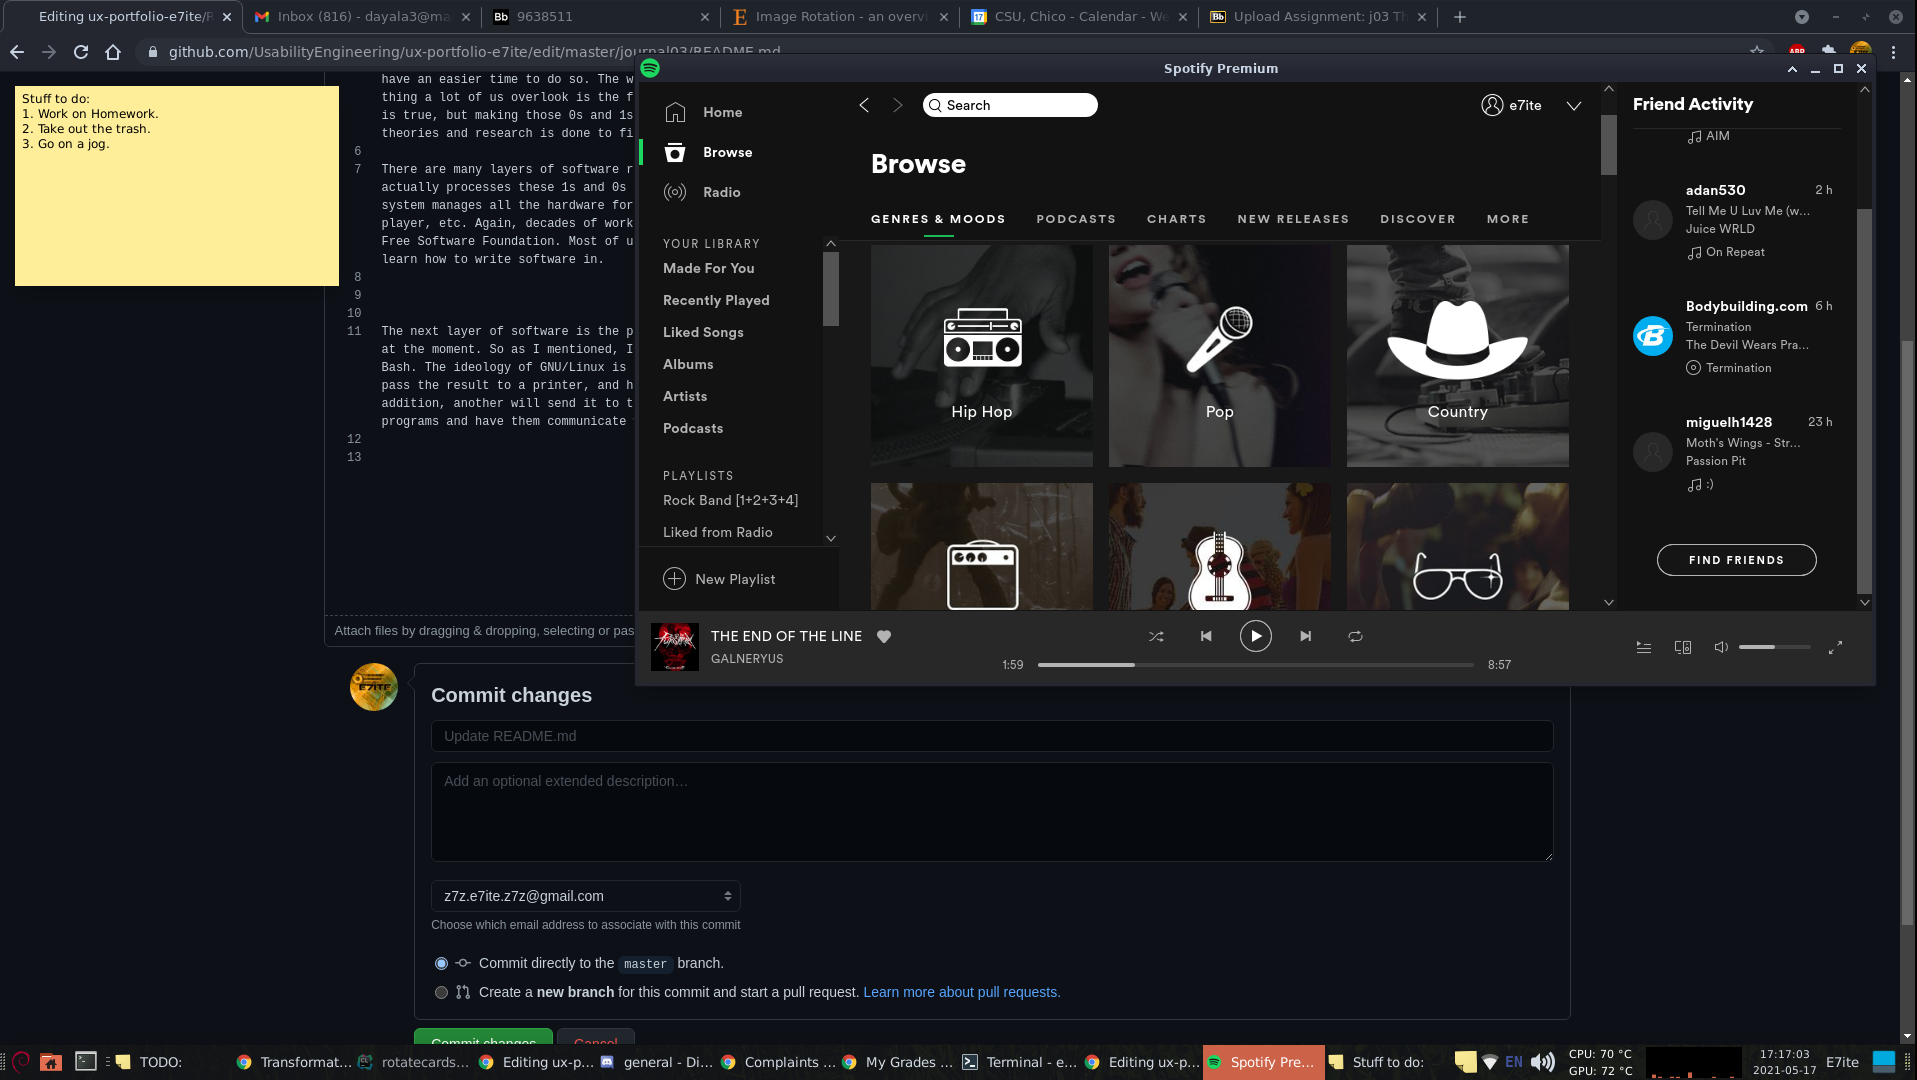 Editing ux-portfolio-e7ite/R
Inbox (816) - dayala3@ma
Bb 9638511
Image Rotation - an overvi
CSU, Chico - Calendar - We
Bb Upload Assignment: j03 Th
github.com/UsabilityEngineering/ux-portfolio-e7ite/edit/master/journal03/README.md
ABP
Stuff to do:
1. Work on Homework.
2. Take out the trash.
3. Go on a jog.
have an easier time to do so. The w
thing a lot of us overlook is the f
is true, but making those 0s and 1s
theories and research is done to fi
6
7 There are many layers of software r
actually processes these 1s and 0s
system manages all the hardware for
player, etc. Again, decades of work
Free Software Foundation. Most of u
learn how to write software in.
8
9
10
11 The next layer of software is the p
at the moment. So as I mentioned, I
Bash. The ideology of GNU/Linux is
pass the result to a printer, and h
addition, another will send it to t
programs and have them communicate
12
13
Attach files by dragging & dropping, selecting or pas
Spotify Premium
Home
Browse
Radio
YOUR LIBRARY
Made For You
Recently Played
Liked Songs
Albums
Artists
Podcasts
PLAYLISTS
Rock Band [1+2+3+4]
Liked from Radio
New Playlist
Search
e7ite
Browse
GENRES & MOODS
PODCASTS
CHARTS
NEW RELEASES
DISCOVER
MORE
Hip Hop
Pop
Country
Friend Activity
AIM
adan530 2 h
Tell Me U Luv Me (w...
Juice WRLD
On Repeat
Bodybuilding.com 6 h
Termination
The Devil Wears Pra...
Termination
miguelh1428 23 h
Moth's Wings - Str...
Passion Pit
:)
FIND FRIENDS
THE END OF THE LINE
GALNERYUS
1:59
8:57
E7ITE
Commit changes
Update README.md
Add an optional extended description…
z7z.e7ite.z7z@gmail.com
Choose which email address to associate with this commit
Commit directly to the master branch.
Create a new branch for this commit and start a pull request. Learn more about pull requests.
Commit changes
Cancel
TODO:
Transformat...
rotatecards...
Editing ux-p...
general - Di...
Complaints ...
My Grades ...
Terminal - e...
Editing ux-p...
Spotify Pre...
Stuff to do:
EN
CPU: 70 °C
GPU: 72 °C
17:17:03
2021-05-17
E7ite